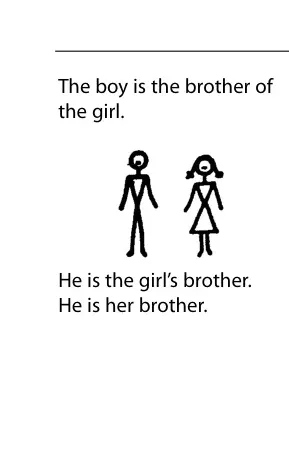 The boy is the brother of
the girl.
He is the girl’s brother.
He is her brother.